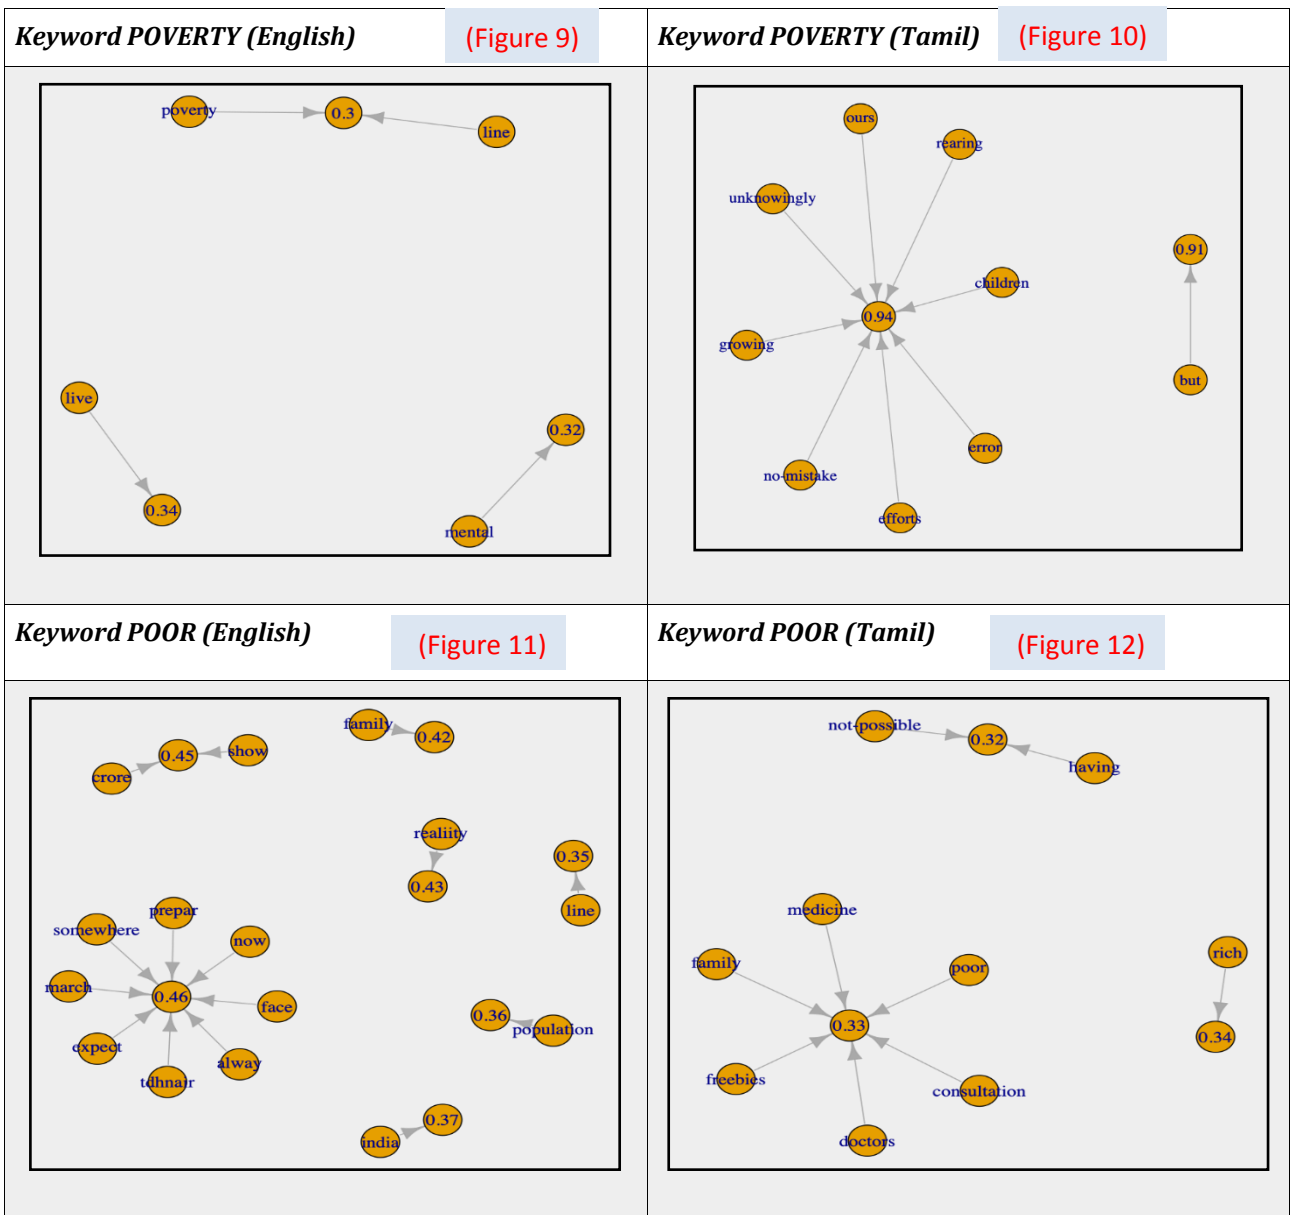 Keyword POVERTY (English)
(Figure 9)
Keyword POVERTY (Tamil)
(Figure 10)
poverty
0.3
line
live
0.34
0.32
mental
ours
rearing
unknowingly
0.91
children
0.94
growing
but
error
no-mistake
efforts
Keyword POOR (English)
(Figure 11)
Keyword POOR (Tamil)
(Figure 12)
family
0.42
0.45
show
crore
realiity
0.43
0.35
line
prepar
somewhere
now
march
0.46
face
0.36
population
expect
alway
tdhnair
0.37
india
not-possible
0.32
having
medicine
family
poor
rich
0.33
0.34
freebies
consultation
doctors